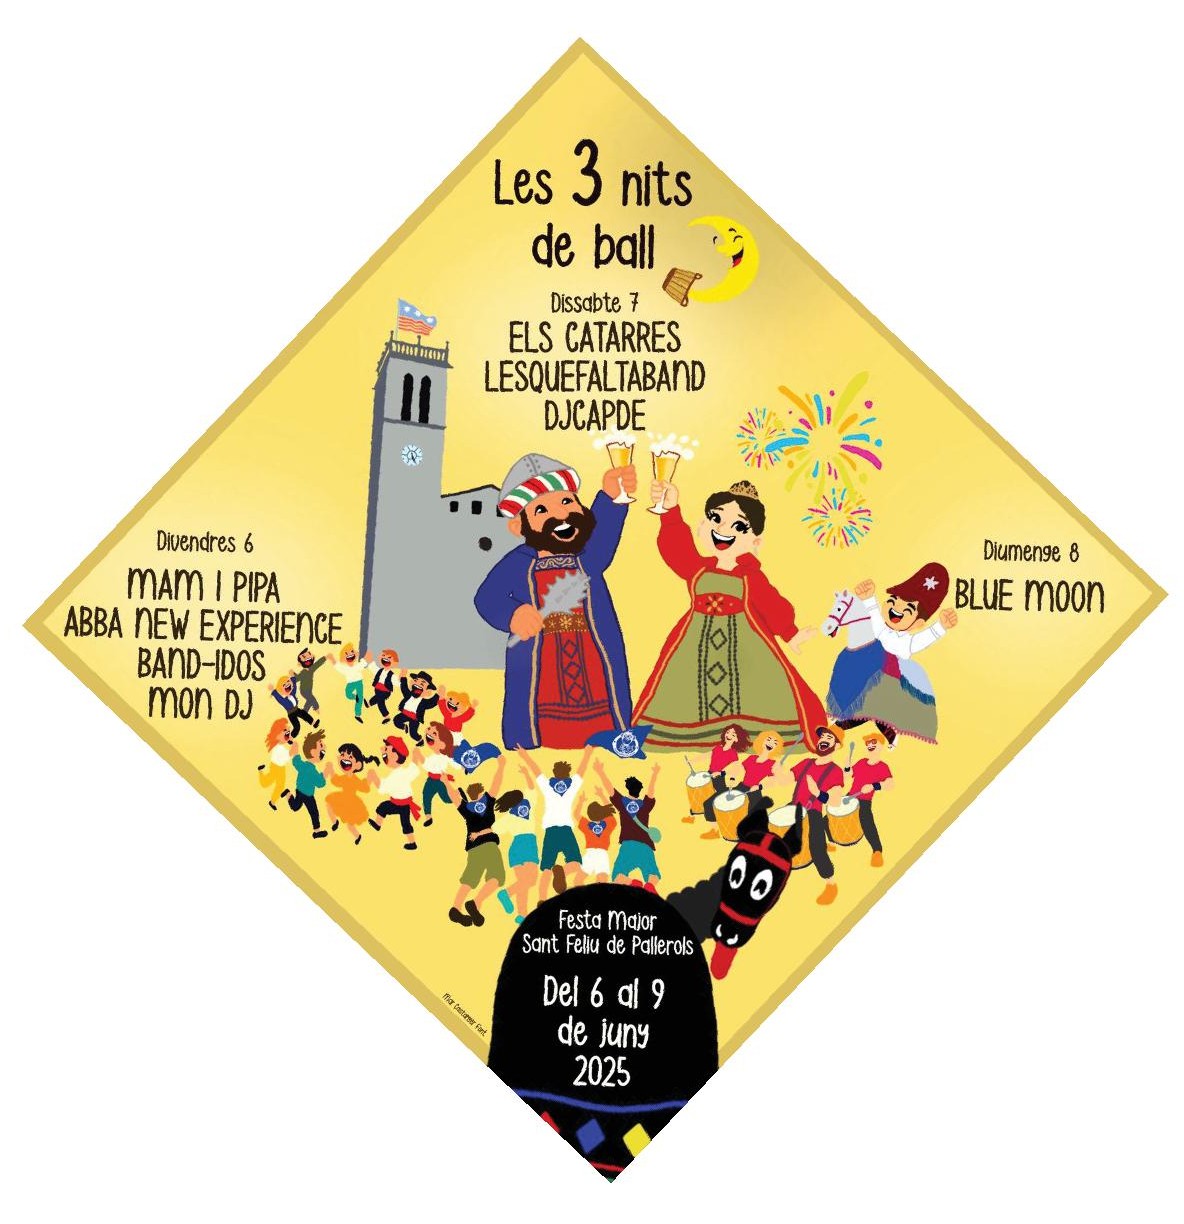 Les 3 nits
de ball
Dissabte 7
ELS CATARRES
LESQUEFALTABAND
DJCAPDE
Divendres 6
MAM I PIPA
ABBA NEW EXPERIENCE
BAND-IDOS
MON DJ
Diumenge 8
BLUE MOON
Festa Major
Sant Feliu de Pallerols
Del 6 al 9
de juny
2025